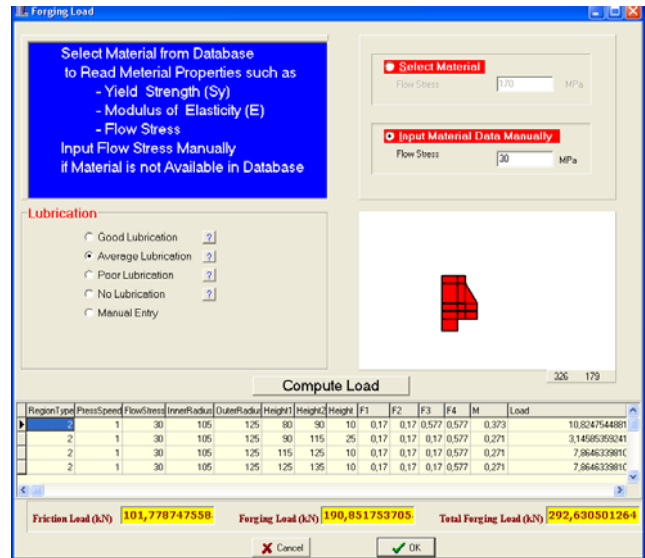 Forging Load
Select Material from Database
to Read Meterial Properties such as
- Yield Strength (Sy)
- Modulus of Elasticity (E)
- Flow Stress
Input Flow Stress Manually
if Material is not Available in Database
Select Material
Flow Stress 170 MPa
Input Material Data Manually
Flow Stress 30 MPa
Lubrication
Good Lubrication ?
Average Lubrication ?
Poor Lubrication ?
No Lubrication ?
Manual Entry
326 179
Compute Load
RegionType PressSpeed FlowStress InnerRadius OuterRadius Height1 Height2 Height F1 F2 F3 F4 M Load
2 1 30 105 125 80 90 10 0,17 0,17 0,577 0,577 0,373 10,8247544881
2 1 30 105 125 90 115 25 0,17 0,17 0,577 0,577 0,271 3,14585359241
2 1 30 105 125 115 125 10 0,17 0,17 0,577 0,577 0,271 7,864633981(
2 1 30 105 125 125 135 10 0,17 0,17 0,577 0,577 0,271 7,864633981(
Friction Load (kN) 101,778747558 Forging Load (kN) 190,851753705 Total Forging Load (kN) 292,630501264
Cancel OK